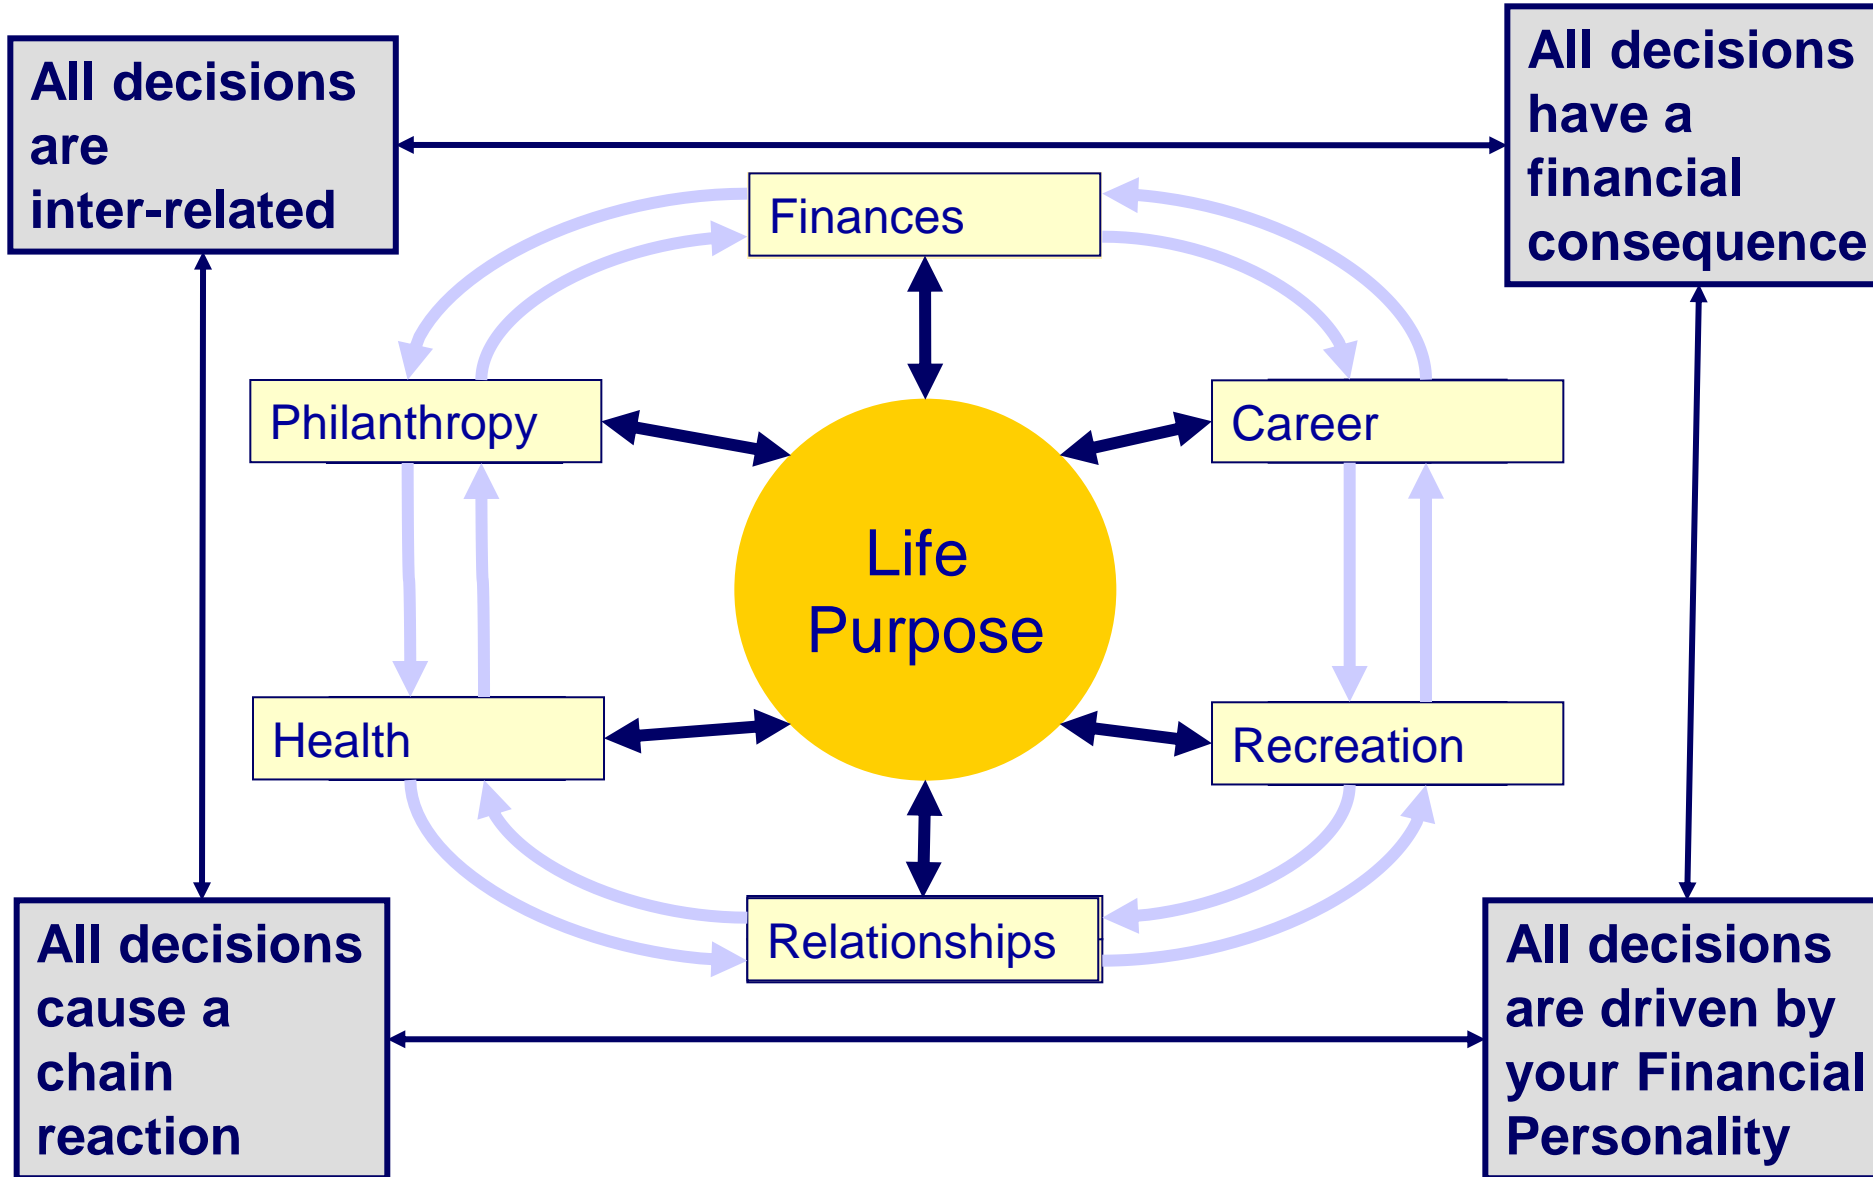 All decisions
are
inter-related
All decisions
have a
financial
consequence
Finances
Philanthropy
Career
Life
Purpose
Health
Recreation
Relationships
All decisions
cause a
chain
reaction
All decisions
are driven by
your Financial
Personality